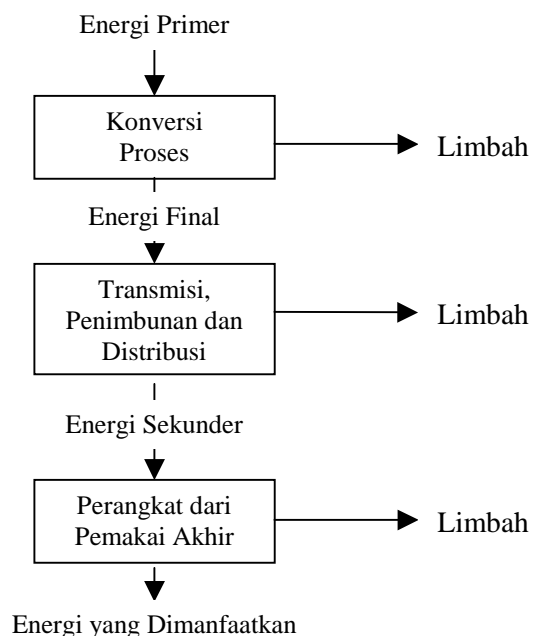 Energi Primer
Konversi
Proses
Limbah
Energi Final
Transmisi,
Penimbunan dan
Distribusi
Limbah
Energi Sekunder
Perangkat dari
Pemakai Akhir
Limbah
Energi yang Dimanfaatkan